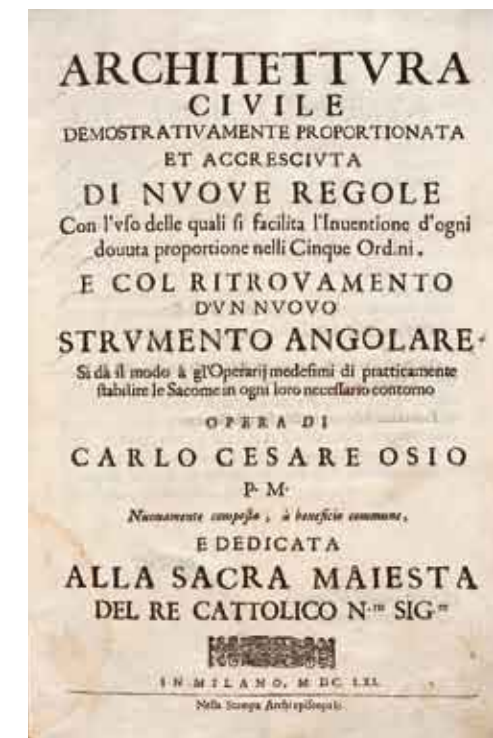 ARCHITETTVRA
CIVILE
DEMOSTRATIVAMENTE PROPORTIONATA
ET ACCRESCIVTA
DI NVOVE REGOLE
Con l'vſo delle quali ſi facilita l'Inuentione d'ogni
douuta proportione nelli Cinque Ord.ni.
E COL RITROVAMENTO
D'VN NVOVO
STRVMENTO ANGOLARE.
Si dà il modo à gl'Operarij medeſimi di pratticamente
ſtabilire le Sacome in ogni loro neceſſario contorno
OPERA DI
CARLO CESARE OSIO
P. M.
Nuouamente compoſta, à beneficio commune,
E DEDICATA
ALLA SACRA MAIESTA
DEL RE CATTOLICO N.ro SIG.re
IN MILANO, M DC LXI.
Nella Stampa Archiepiſcopale